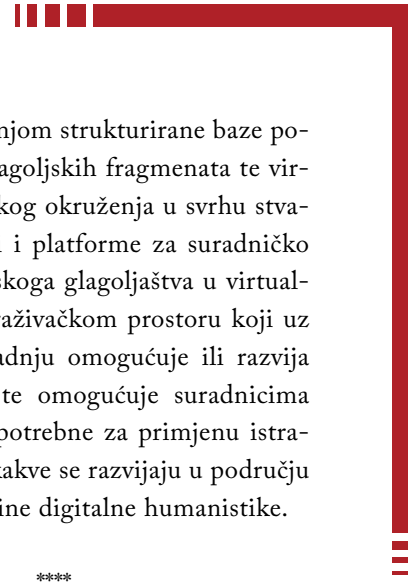 njom strukturirane baze po-
agoljskih fragmenata te vir-
kog okruženja u svrhu stva-
i platforme za suradničko
skoga glagoljaštva u virtual-
raživačkom prostoru koji uz
adnju omogućuje ili razvija
te omogućuje suradnicima
potrebne za primjenu istra-
kakve se razvijaju u području
ine digitalne humanistike.
****